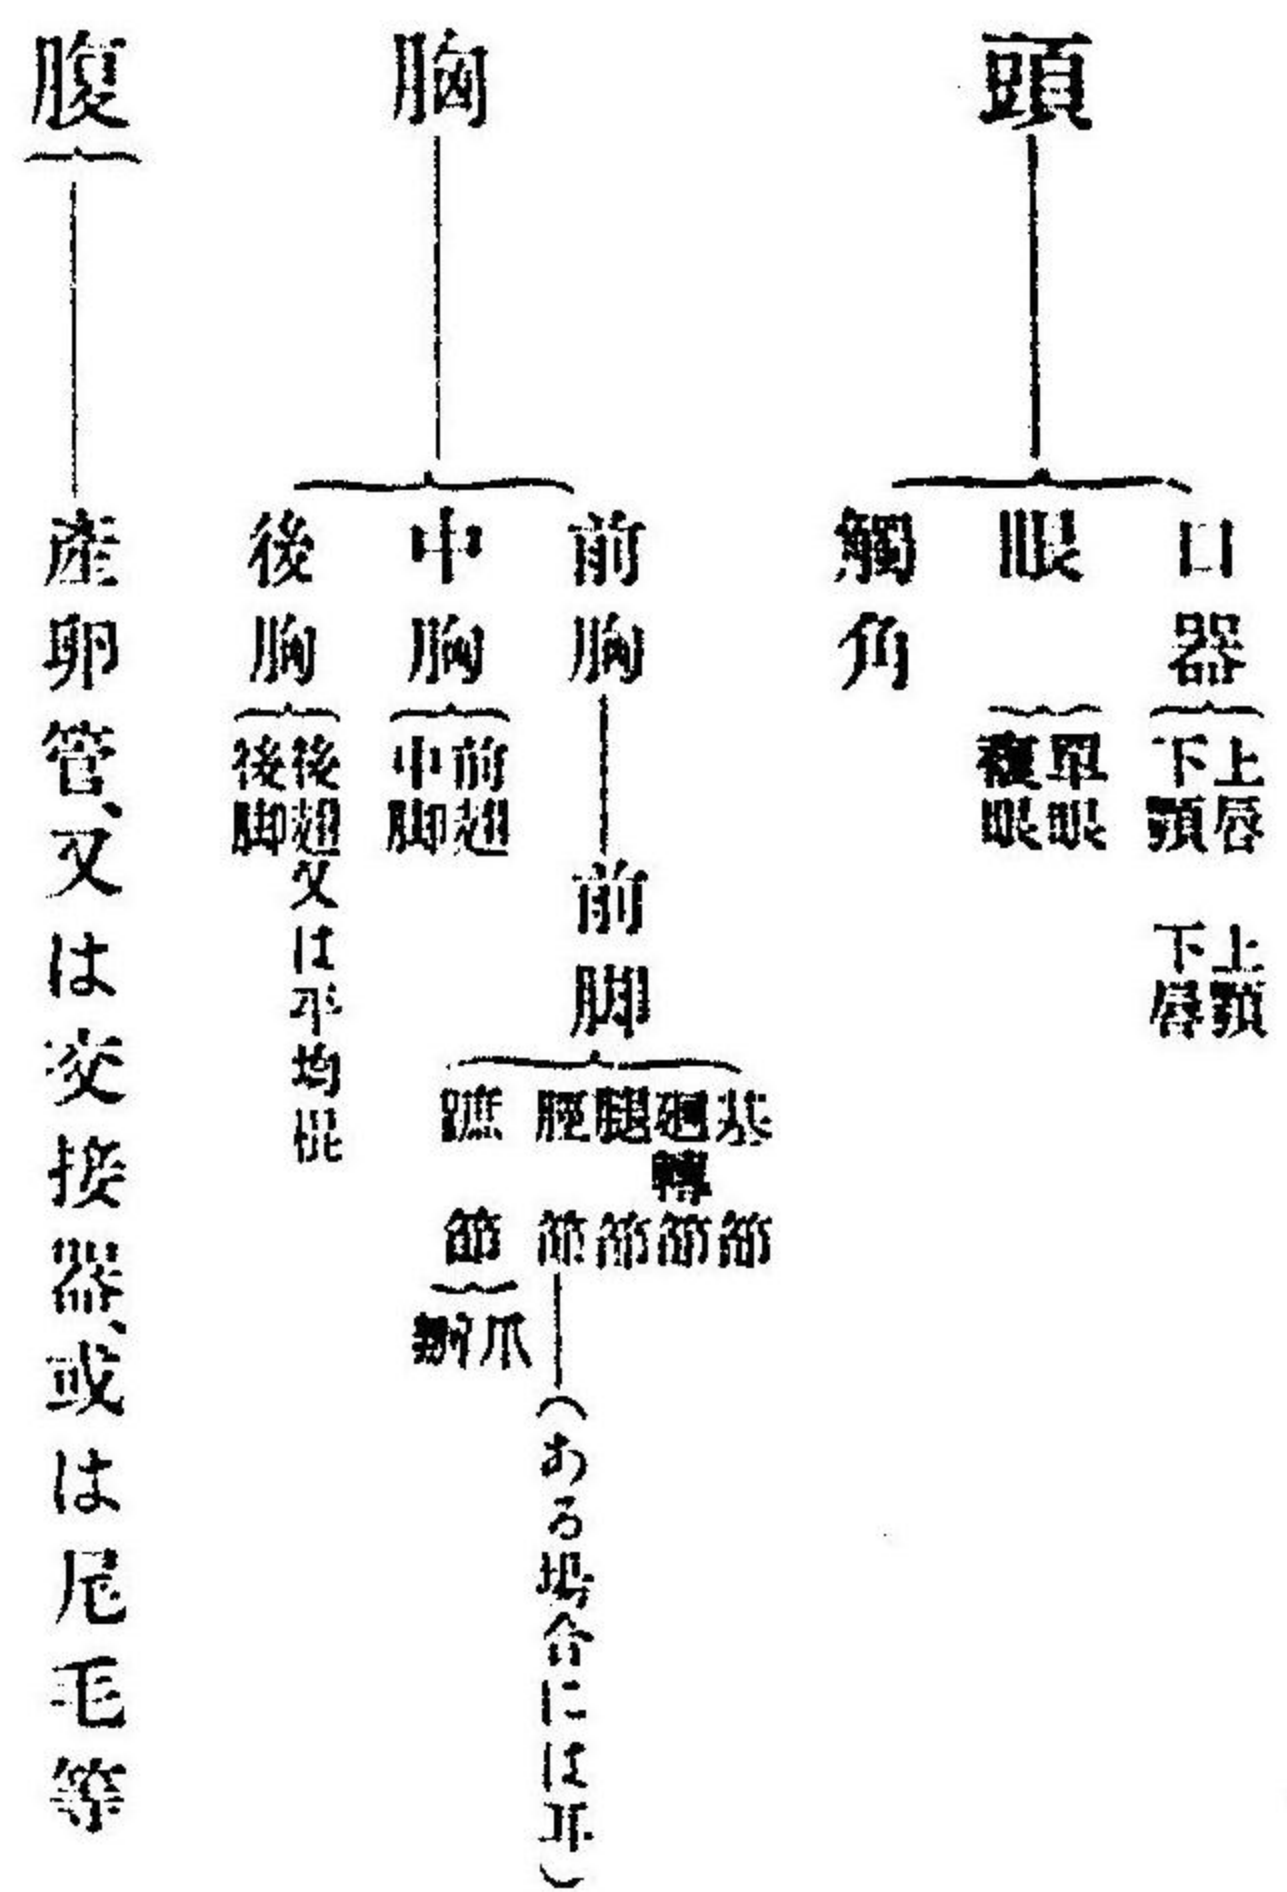 頭
口器
上唇 上顎
下顎 下唇
眼
單眼
複眼
觸角
胸
前胸
前脚
基節
廻轉節
腿節
脛節
(ある場合には耳)
節
爪
中胸
前翅
中脚
後胸
後翅又は平均棍
後脚
腹
產卵管、又は交接器、或は尾毛等